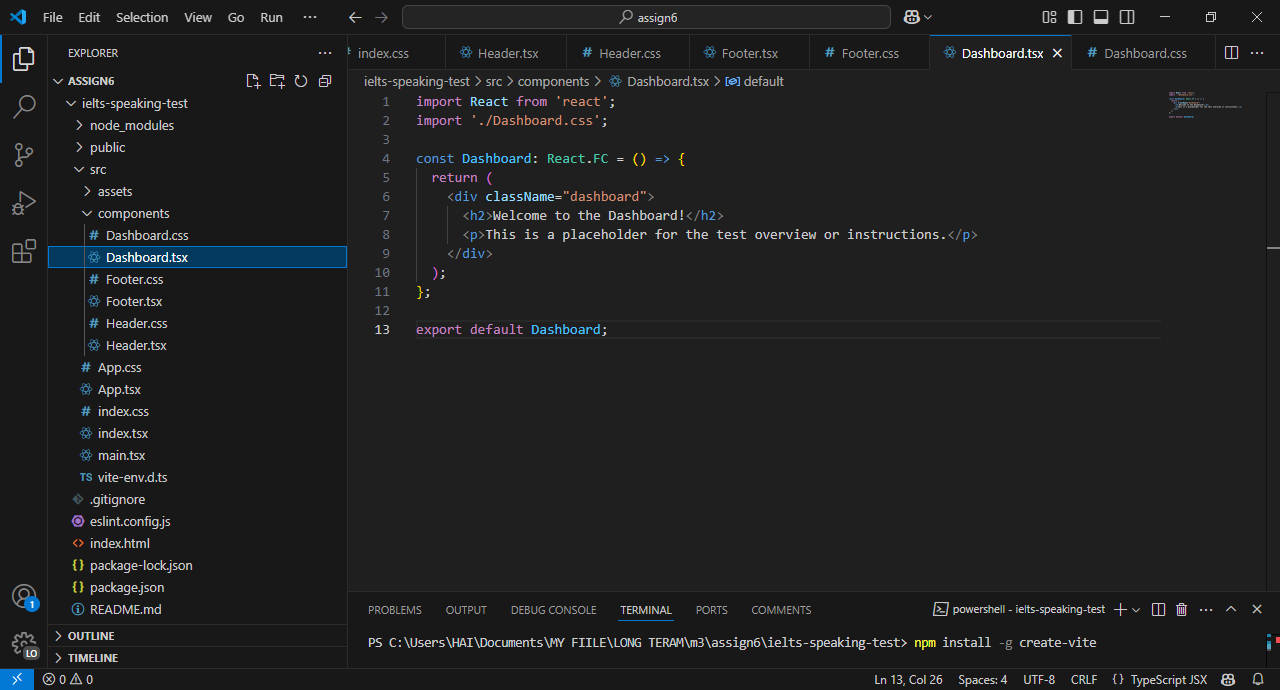 File Edit Selection View Go Run ··· assign6
EXPLORER ···
ASSIGN6
ielts-speaking-test
node_modules
public
src
assets
components
# Dashboard.css
Dashboard.tsx
# Footer.css
Footer.tsx
# Header.css
Header.tsx
# App.css
App.tsx
# index.css
index.tsx
main.tsx
TS vite-env.d.ts
.gitignore
eslint.config.js
<> index.html
{} package-lock.json
{} package.json
README.md
OUTLINE
TIMELINE
1
LO
index.css Header.tsx # Header.css Footer.tsx # Footer.css Dashboard.tsx # Dashboard.css ···
ielts-speaking-test > src > components > Dashboard.tsx > default
1 import React from 'react';
2 import './Dashboard.css';
3
4 const Dashboard: React.FC = () => {
5 return (
6 <div className="dashboard">
7 <h2>Welcome to the Dashboard!</h2>
8 <p>This is a placeholder for the test overview or instructions.</p>
9 </div>
10 );
11 };
12
13 export default Dashboard;
PROBLEMS OUTPUT DEBUG CONSOLE TERMINAL PORTS COMMENTS powershell - ielts-speaking-test ···
PS C:\Users\HAI\Documents\MY FIILE\LONG TERAM\m3\assign6\ielts-speaking-test> npm install -g create-vite
0 0 Ln 13, Col 26 Spaces: 4 UTF-8 CRLF {} TypeScript JSX